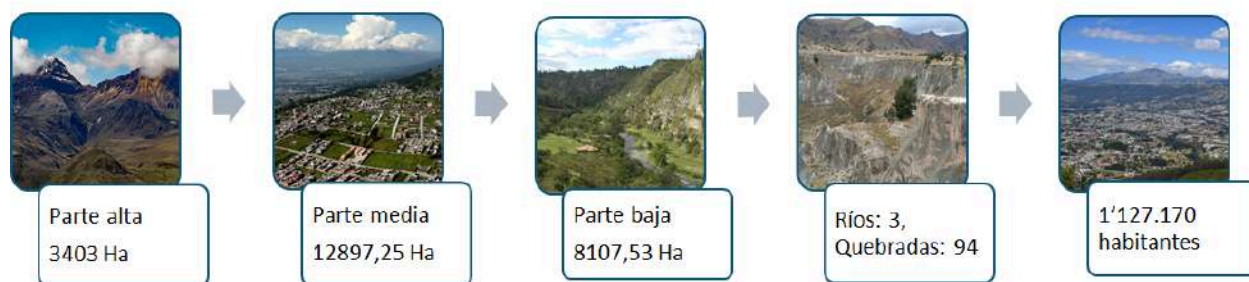 Parte alta
3403 Ha
Parte media
12897,25 Ha
Parte baja
8107,53 Ha
Ríos: 3,
Quebradas: 94
1'127.170
habitantes